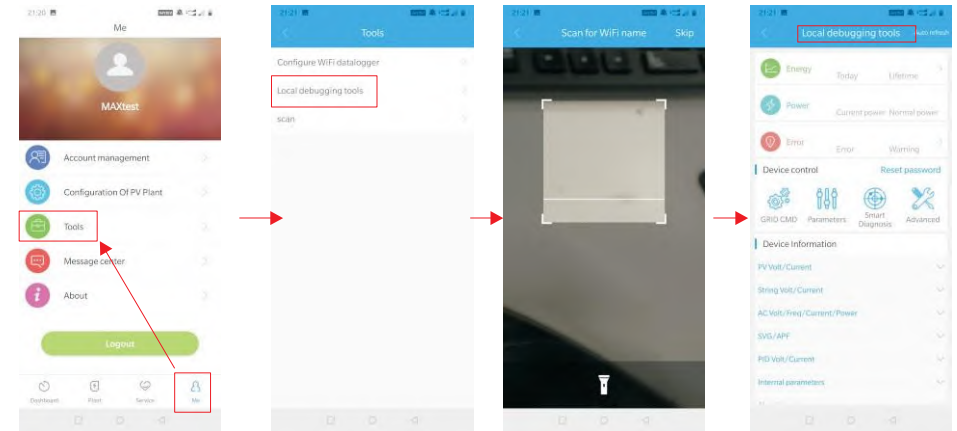 21:20
Me
MAXtest
Account management
Configuration Of PV Plant
Tools
Message center
About
Logout
Dashboard
Plant
Service
Me
21:21
Tools
Configure WiFi datalogger
Local debugging tools
scan
21:21
Scan for WiFi name
Skip
21:21
Local debugging tools
Auto refresh
Energy
Today
Lifetime
Power
Current power
Normal power
Error
Error
Warning
Device control
Reset password
GRID CMD
Parameters
Smart
Diagnosis
Advanced
Device Information
PV Volt/Current
String Volt/Current
AC Volt/Freq/Current/Power
SVG/APF
PID Volt/Current
Internal parameters